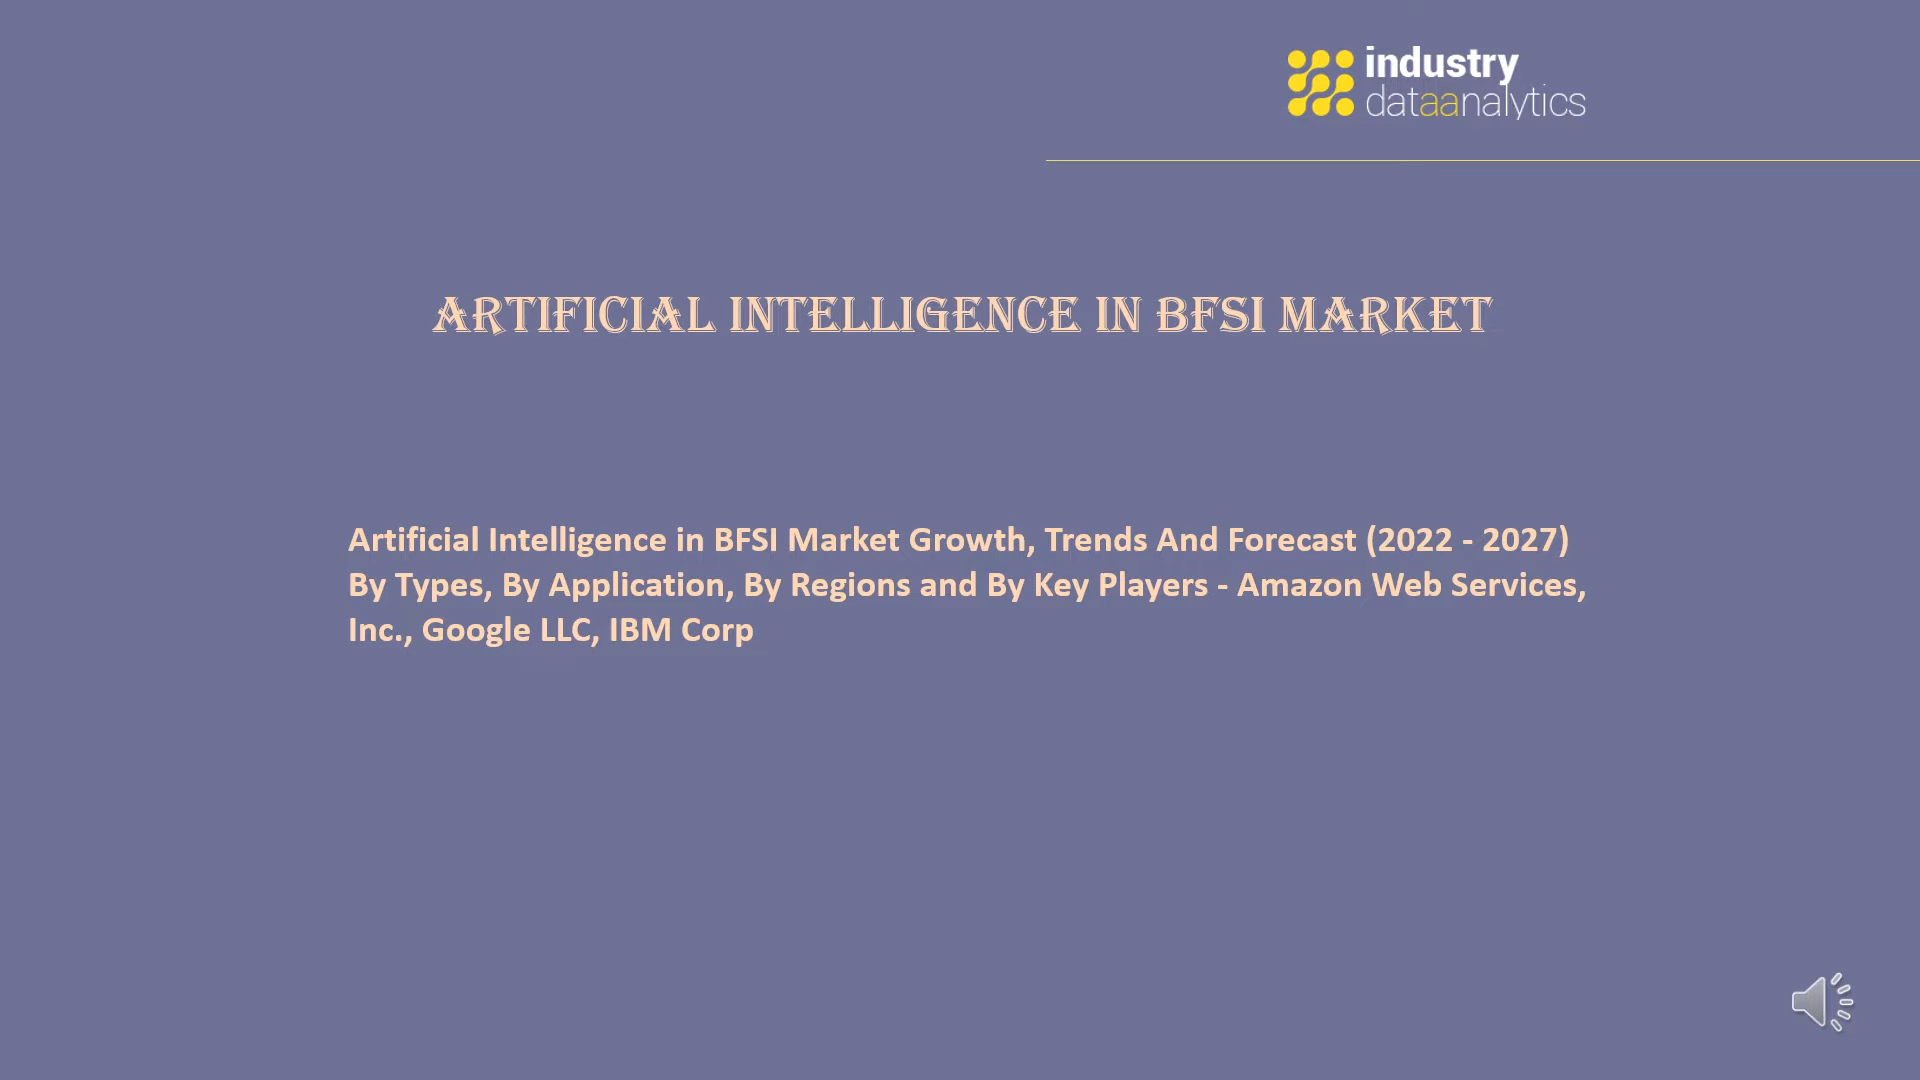 industry
dataanalytics
ARTIFICIAL INTELLIGENCE IN BFSI MARKET
Artificial Intelligence in BFSI Market Growth, Trends And Forecast (2022 - 2027)
By Types, By Application, By Regions and By Key Players - Amazon Web Services,
Inc., Google LLC, IBM Corp